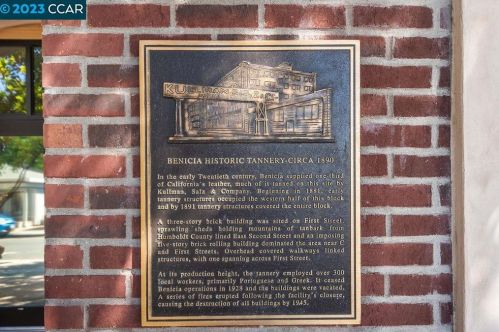 ©2023 CCAR
KULLMAN SALZ & CO.
BENICIA HISTORIC TANNERY-CIRCA 1890
In the early Twentieth century, Benicia supplied one third
of California's leather, much of it tanned on this site by
Kullman, Salz & Company. Beginning in 1881, early
tannery structures occupied the western half of this block
and by 1891 tannery structures covered the entire block.
A three-story brick building was sited on First Street,
sprawling sheds holding mountains of tanbark from
Humboldt County lined East Second Street and an imposing
five-story brick rolling building dominated the area near C
and First Streets. Overhead covered walkways linked
structures, with one spanning across First Street.
At its production height, the tannery employed over 300
local workers, primarily Portuguese and Greek. It ceased
Benicia operations in 1928 and the buildings were vacated.
A series of fires erupted following the facility's closure,
causing the destruction of all buildings by 1945.